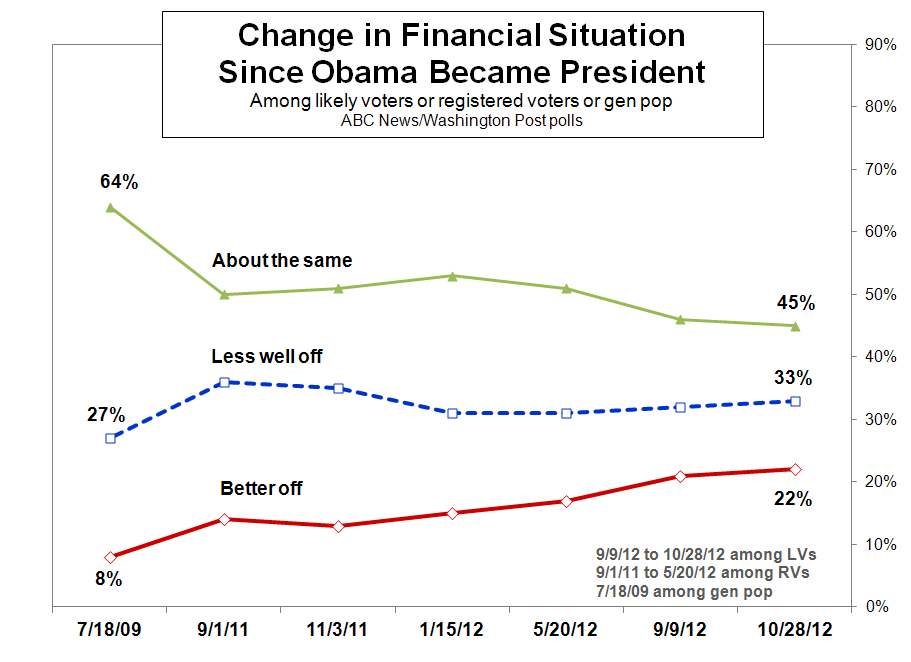 Change in Financial Situation
Since Obama Became President
Among likely voters or registered voters or gen pop
ABC News/Washington Post polls
90%
80%
70%
64%
60%
About the same
50%
45%
40%
Less well off
33%
27%
30%
Better off
20%
22%
10%
8%
9/9/12 to 10/28/12 among LVs
9/1/11 to 5/20/12 among RVs
7/18/09 among gen pop
0%
7/18/09 9/1/11 11/3/11 1/15/12 5/20/12 9/9/12 10/28/12